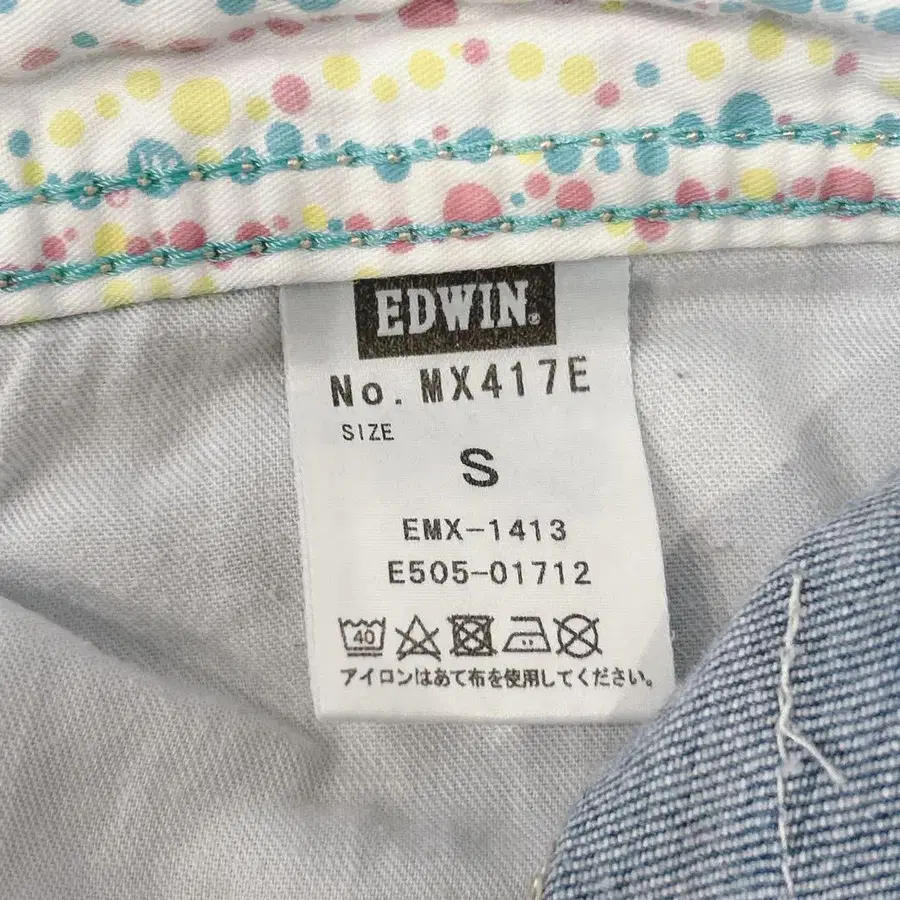 EDWIN®
No. MX417E
SIZE
S
EMX-1413
E505-01712
40
アイロンはあて布を使用してください。